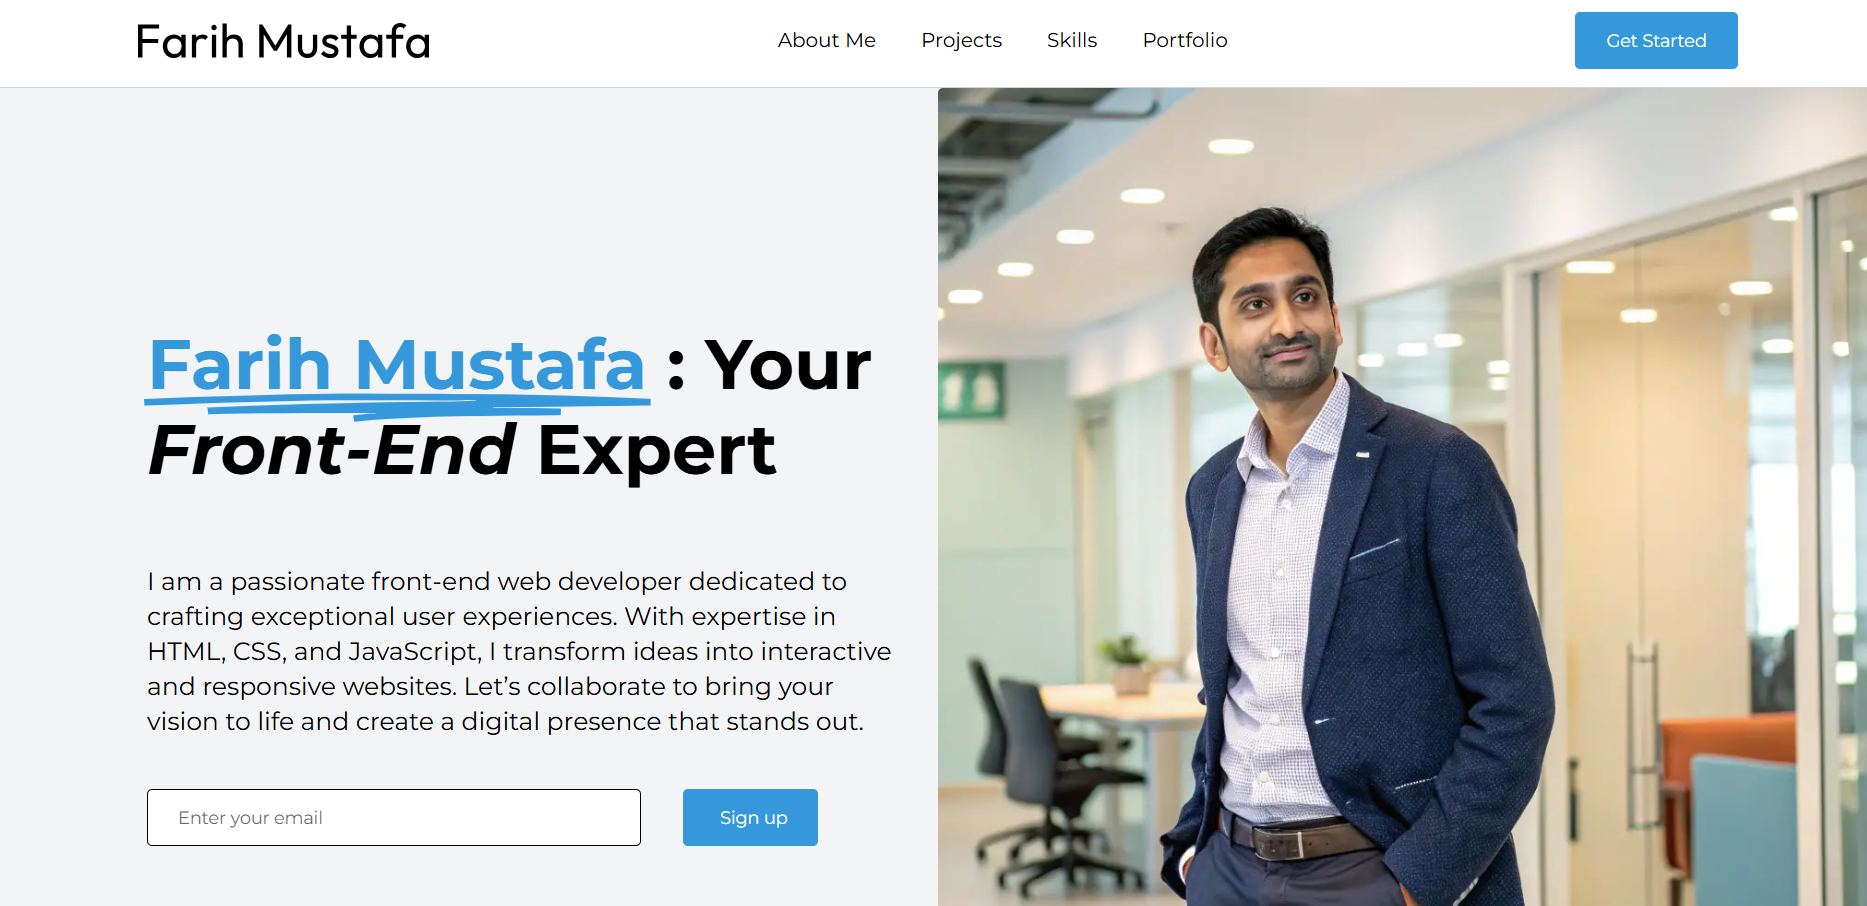 Farih Mustafa
About Me
Projects
Skills
Portfolio
Get Started
Farih Mustafa : Your
Front-End Expert
I am a passionate front-end web developer dedicated to
crafting exceptional user experiences. With expertise in
HTML, CSS, and JavaScript, I transform ideas into interactive
and responsive websites. Let’s collaborate to bring your
vision to life and create a digital presence that stands out.
Enter your email
Sign up